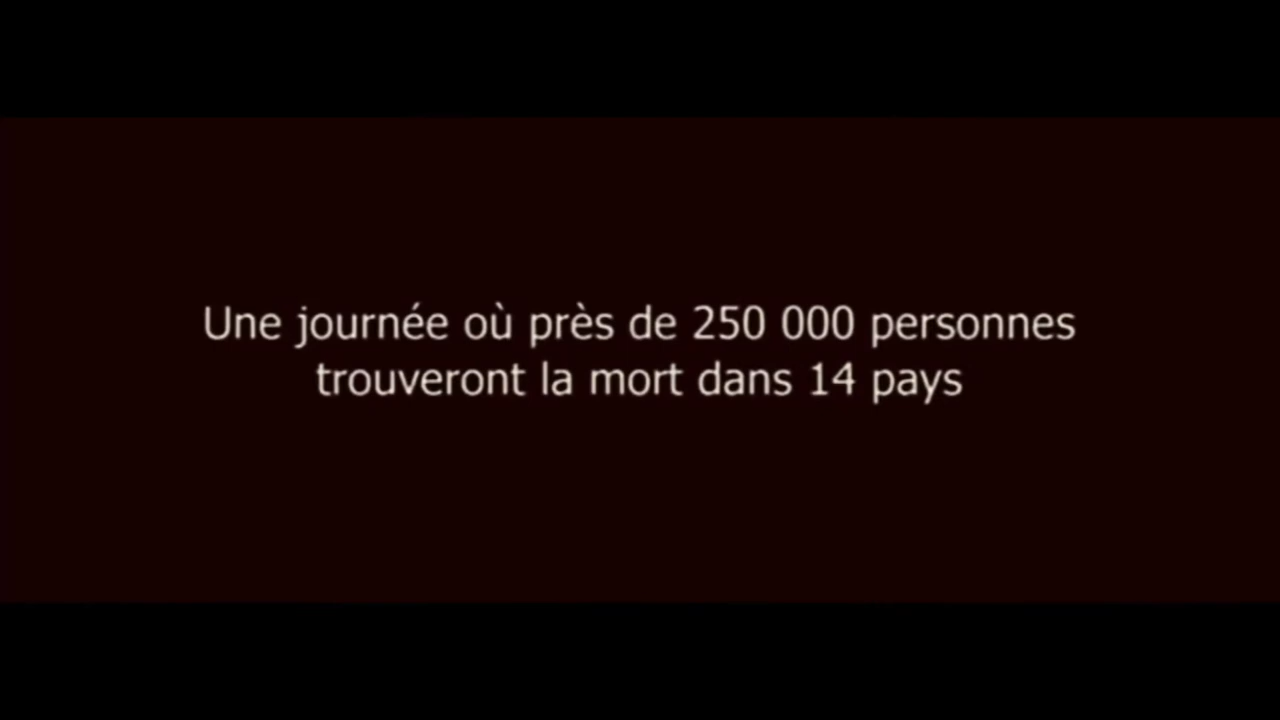 Une journée où près de 250 000 personnes
trouveront la mort dans 14 pays